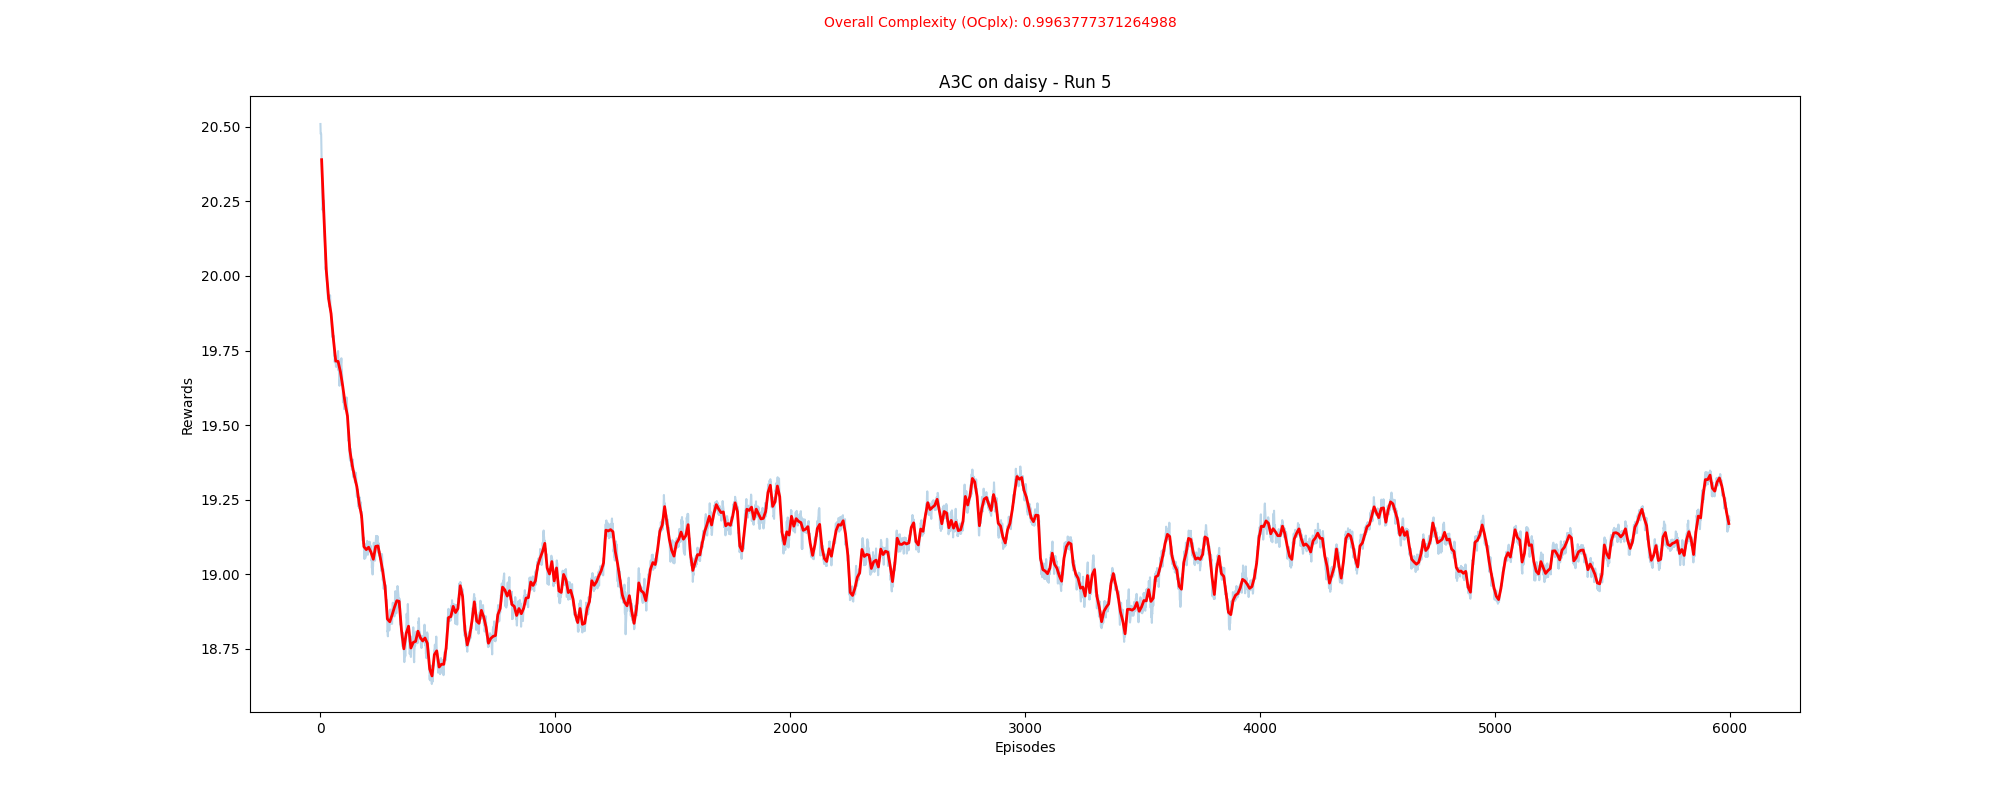 Overall Complexity (OCplx): 0.9963777371264988
A3C on daisy - Run 5
20.50
20.25
20.00
19.75
19.50
19.25
19.00
18.75
Rewards
0 1000 2000 3000 4000 5000 6000
Episodes